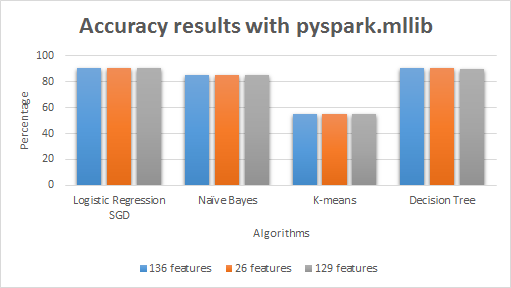 Accuracy results with pyspark.mllib
100
80
60
40
20
0
Percentage
Logistic Regression
SGD
Naïve Bayes
K-means
Decision Tree
Algorithms
136 features
26 features
129 features